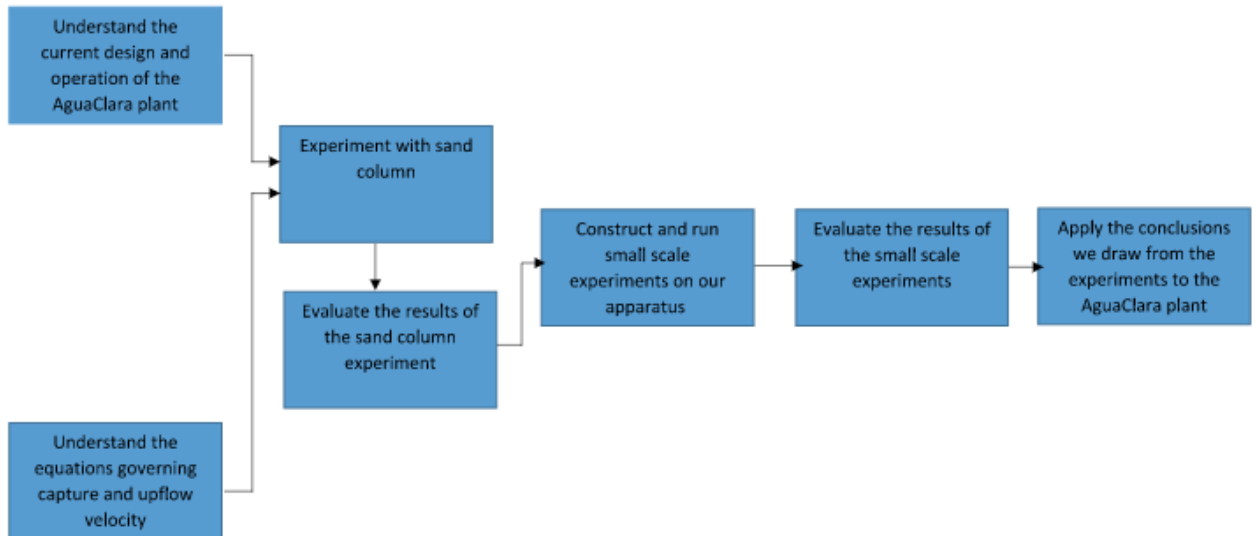 Understand the
current design and
operation of the
AguaClara plant
Experiment with sand
column
Evaluate the results of
the sand column
experiment
Construct and run
small scale
experiments on our
apparatus
Evaluate the results of
the small scale
experiments
Apply the conclusions
we draw from the
experiments to the
AguaClara plant
Understand the
equations governing
capture and upflow
velocity